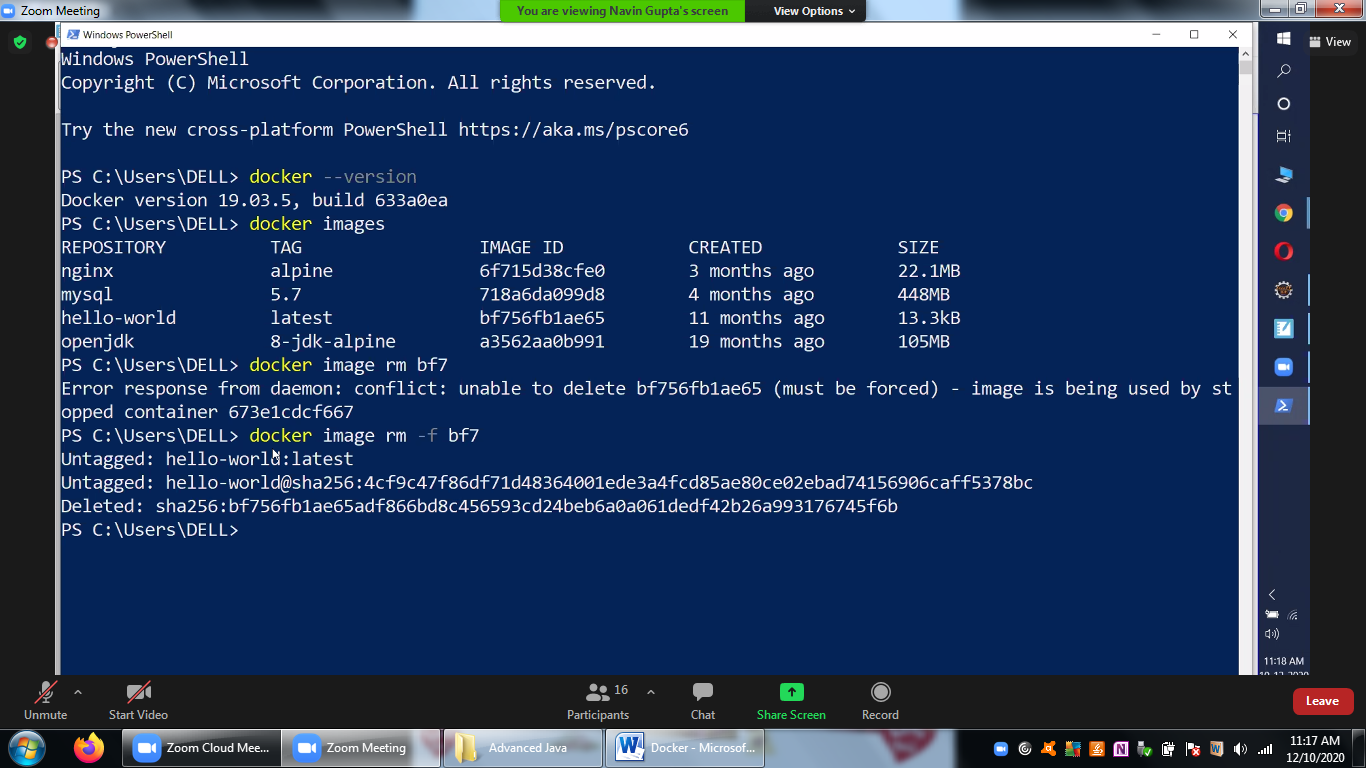 Zoom Meeting
You are viewing Navin Gupta's screen
View Options
View
Windows PowerShell
Windows PowerShell
Copyright (C) Microsoft Corporation. All rights reserved.
Try the new cross-platform PowerShell https://aka.ms/pscore6
PS C:\Users\DELL> docker --version
Docker version 19.03.5, build 633a0ea
PS C:\Users\DELL> docker images
REPOSITORY TAG IMAGE ID CREATED SIZE
nginx alpine 6f715d38cfe0 3 months ago 22.1MB
mysql 5.7 718a6da099d8 4 months ago 448MB
hello-world latest bf756fb1ae65 11 months ago 13.3kB
openjdk 8-jdk-alpine a3562aa0b991 19 months ago 105MB
PS C:\Users\DELL> docker image rm bf7
Error response from daemon: conflict: unable to delete bf756fb1ae65 (must be forced) - image is being used by st
opped container 673e1cdcf667
PS C:\Users\DELL> docker image rm -f bf7
Untagged: hello-world:latest
Untagged: hello-world@sha256:4cf9c47f86df71d48364001ede3a4fcd85ae80ce02ebad74156906caff5378bc
Deleted: sha256:bf756fb1ae65adf866bd8c456593cd24beb6a0a061dedf42b26a993176745f6b
PS C:\Users\DELL>
11:18 AM
16
Unmute
Start Video
Participants
Chat
Share Screen
Record
Leave
Zoom Cloud Mee...
Zoom Meeting
Advanced Java
Docker - Microsof...
11:17 AM
12/10/2020